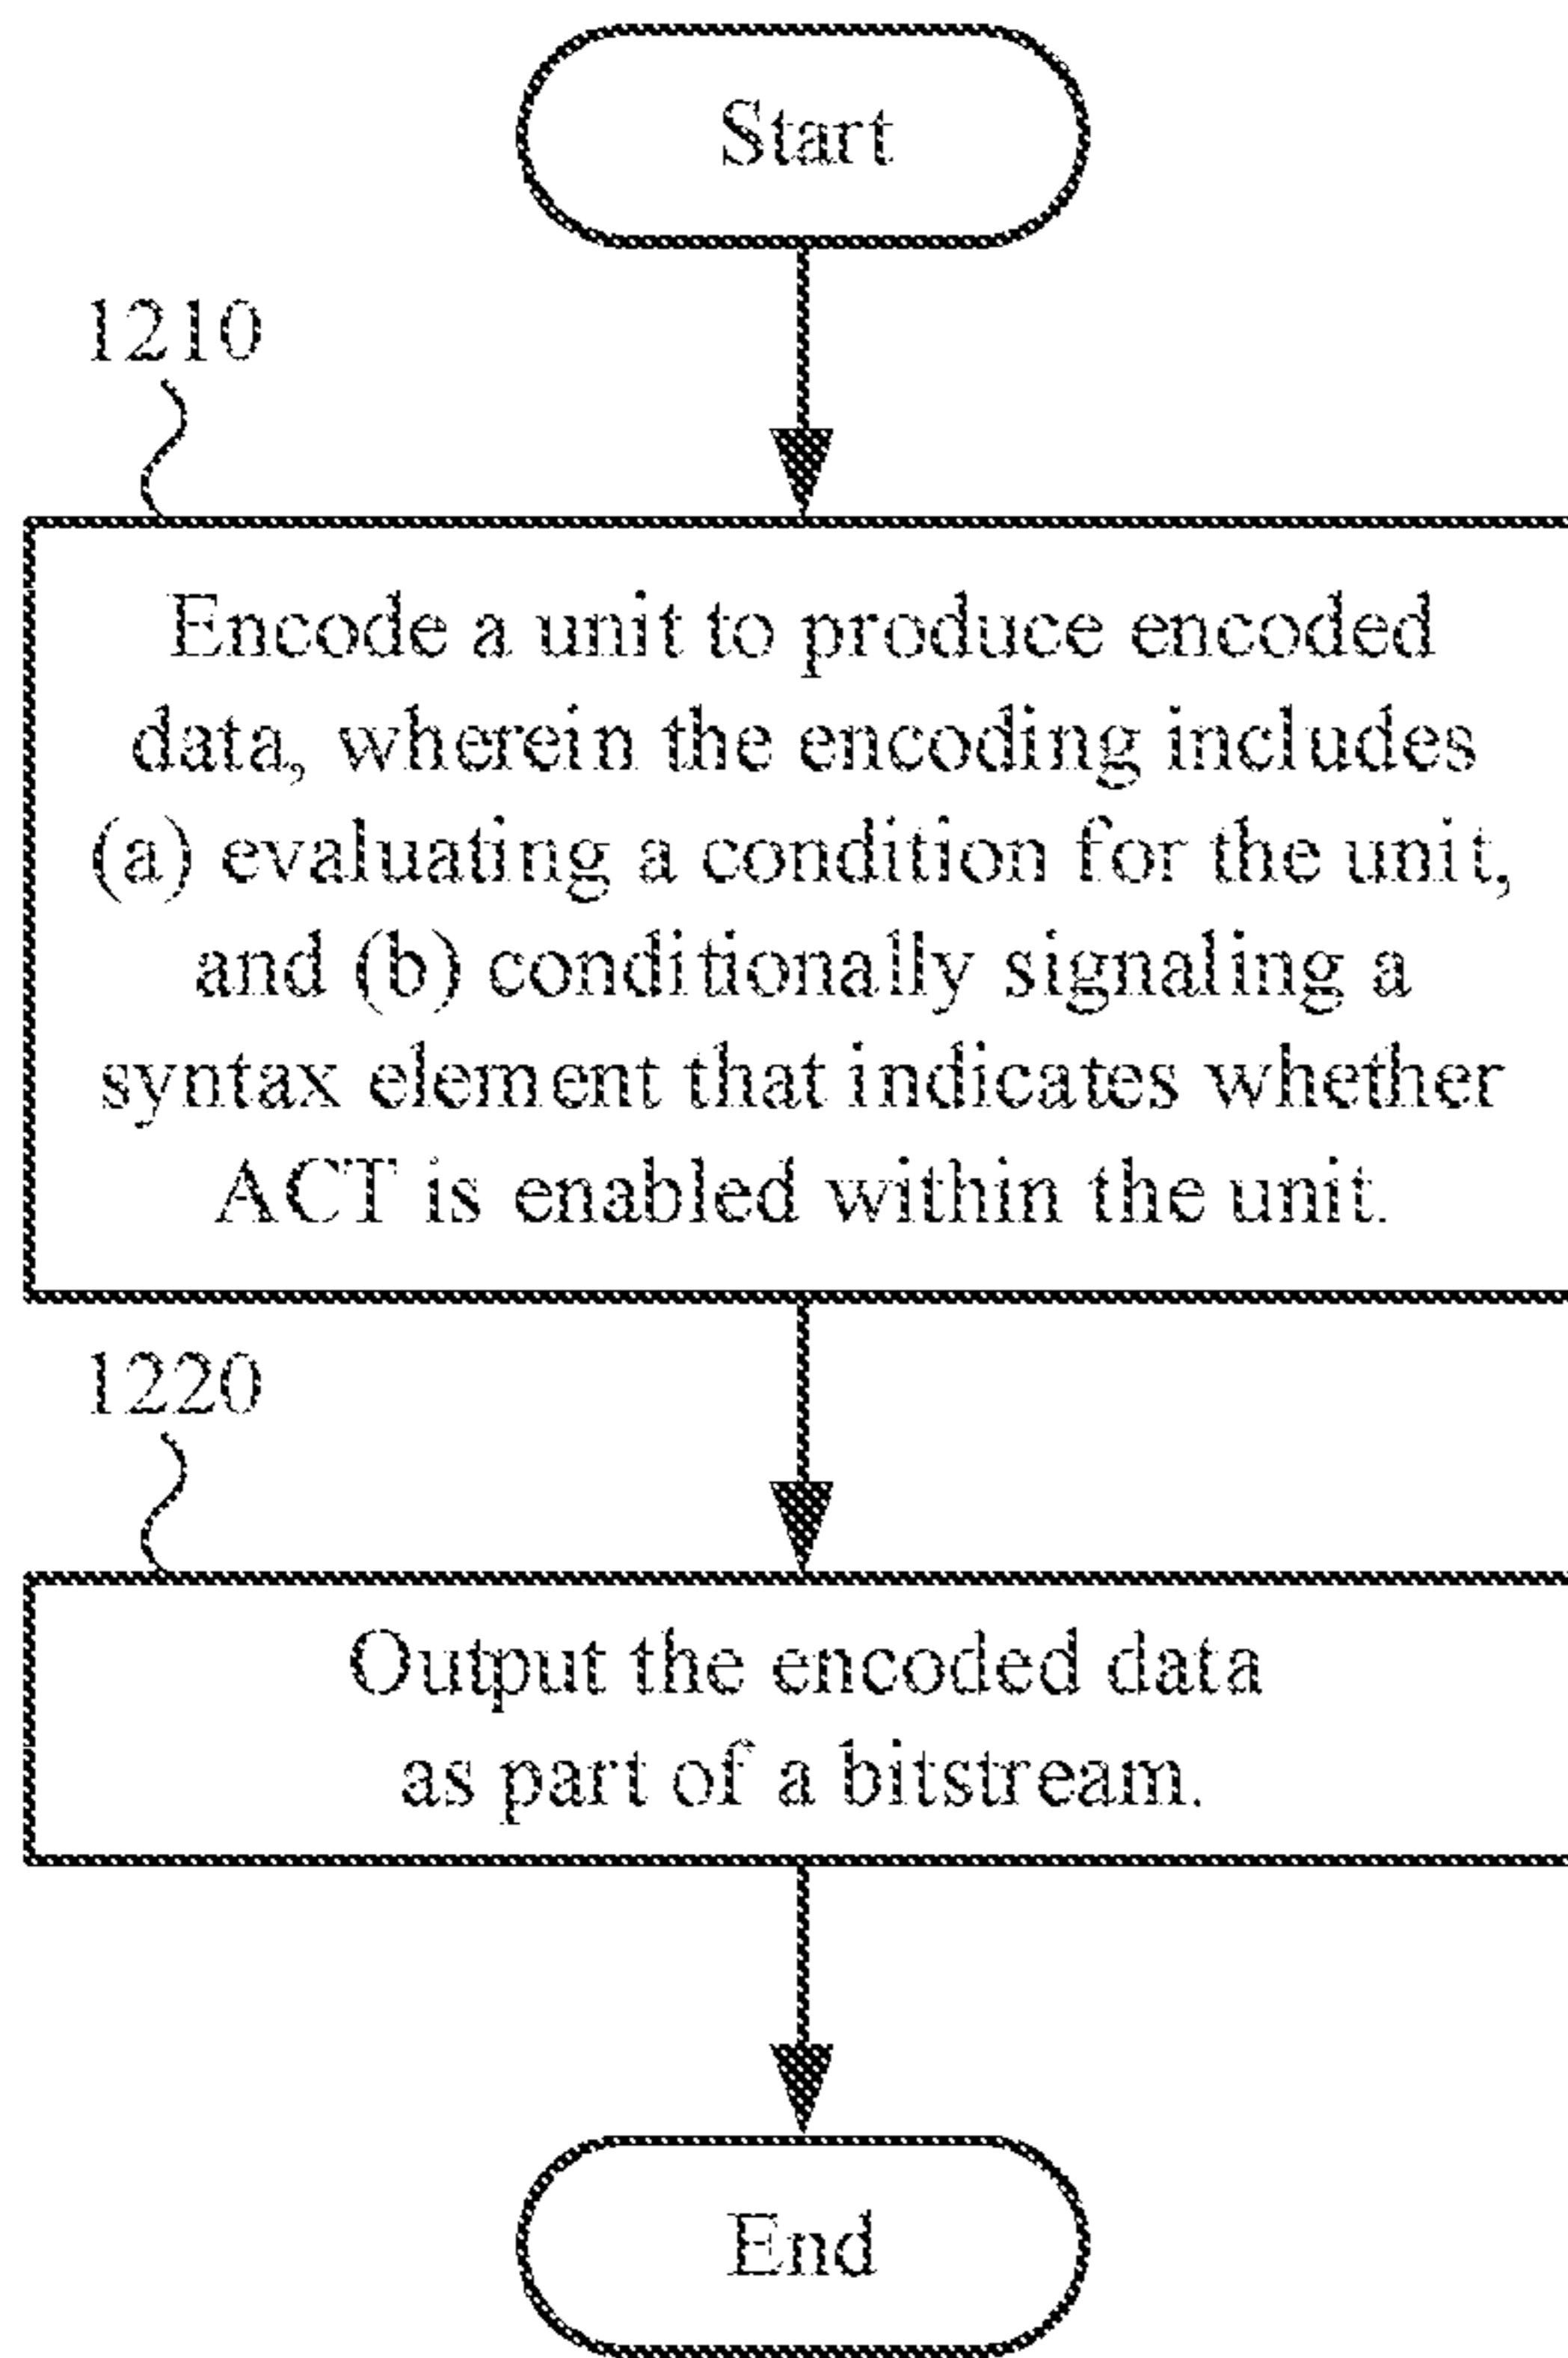 Start
1210
Encode a unit to produce encoded
data, wherein the encoding includes
(a) evaluating a condition for the unit,
and (b) conditionally signaling a
syntax element that indicates whether
ACT is enabled within the unit.
1220
Output the encoded data
as part of a bitstream.
End